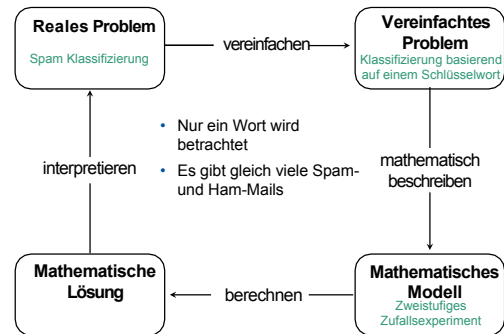 Reales Problem
Spam Klassifizierung
vereinfachen
Vereinfachtes
Problem
Klassifizierung basierend
auf einem Schlüsselwort
• Nur ein Wort wird
betrachtet
• Es gibt gleich viele Spam-
und Ham-Mails
interpretieren
mathematisch
beschreiben
Mathematische
Lösung
berechnen
Mathematisches
Modell
Zweistufiges
Zufallsexperiment